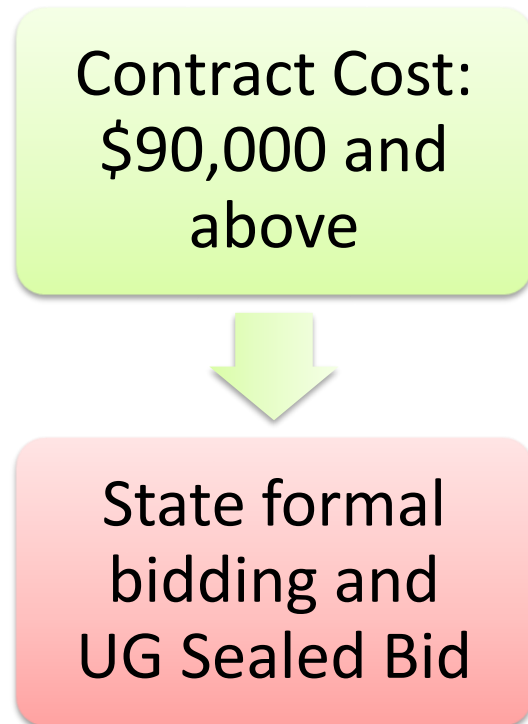 Contract Cost:
$90,000 and
above
State formal
bidding and
UG Sealed Bid